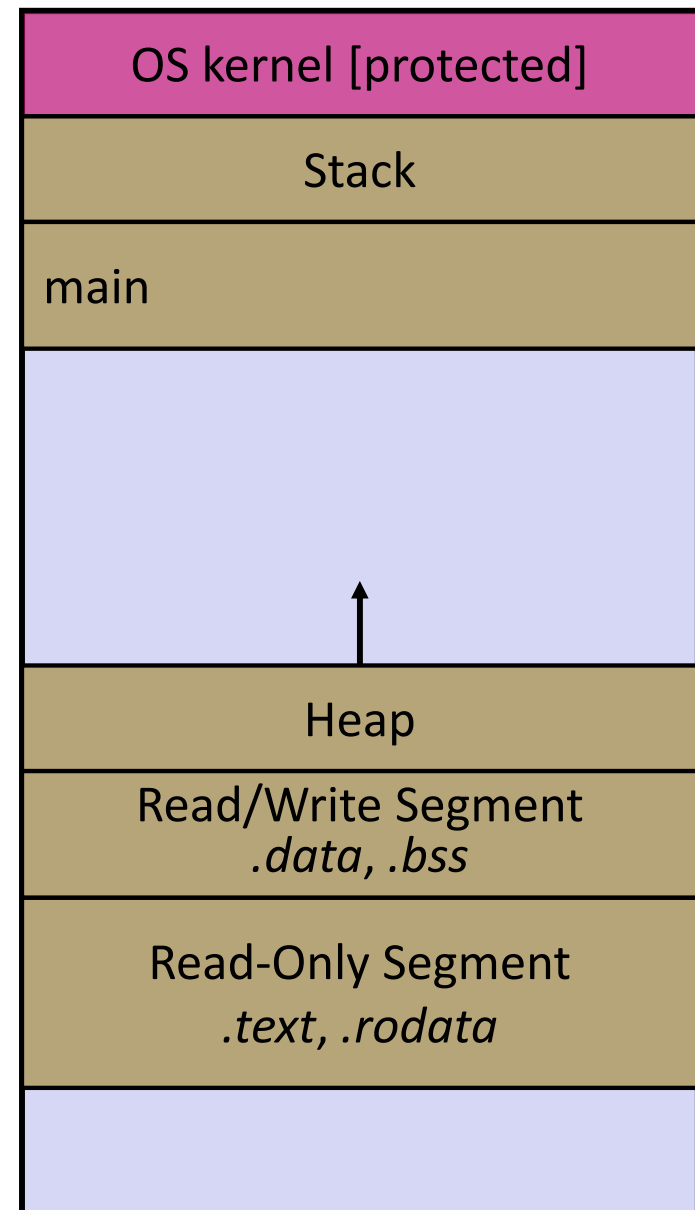 OS kernel [protected]
Stack
main
Heap
Read/Write Segment
.data, .bss
Read-Only Segment
.text, .rodata